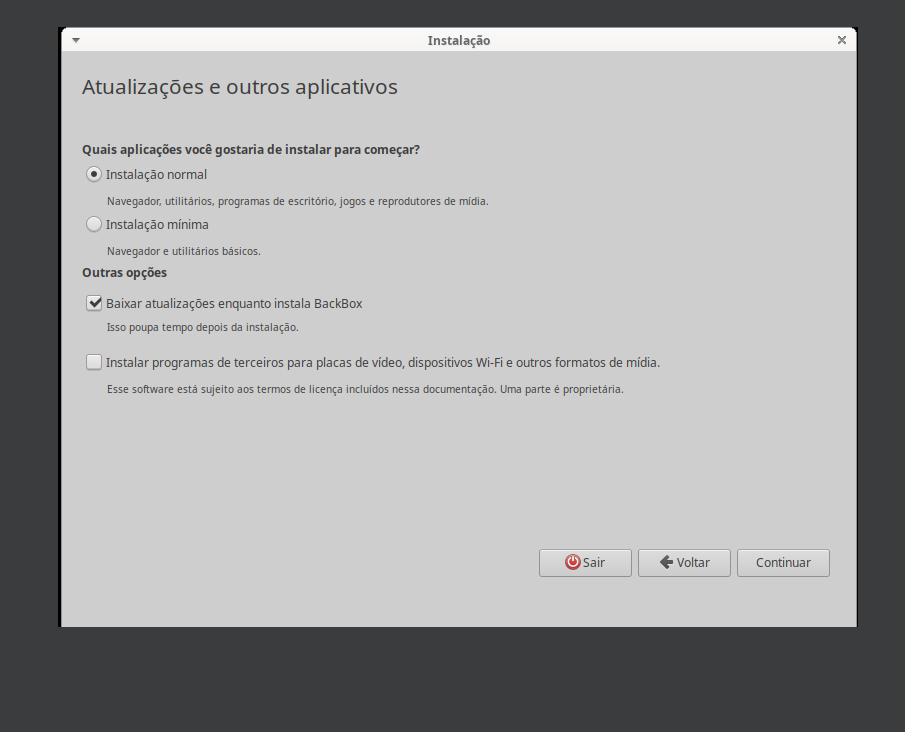 Instalação
Atualizações e outros aplicativos
Quais aplicações você gostaria de instalar para começar?
Instalação normal
Navegador, utilitários, programas de escritório, jogos e reprodutores de mídia.
Instalação mínima
Navegador e utilitários básicos.
Outras opções
Baixar atualizações enquanto instala BackBox
Isso poupa tempo depois da instalação.
Instalar programas de terceiros para placas de vídeo, dispositivos Wi-Fi e outros formatos de mídia.
Esse software está sujeito aos termos de licença incluídos nessa documentação. Uma parte é proprietária.
Sair Voltar Continuar